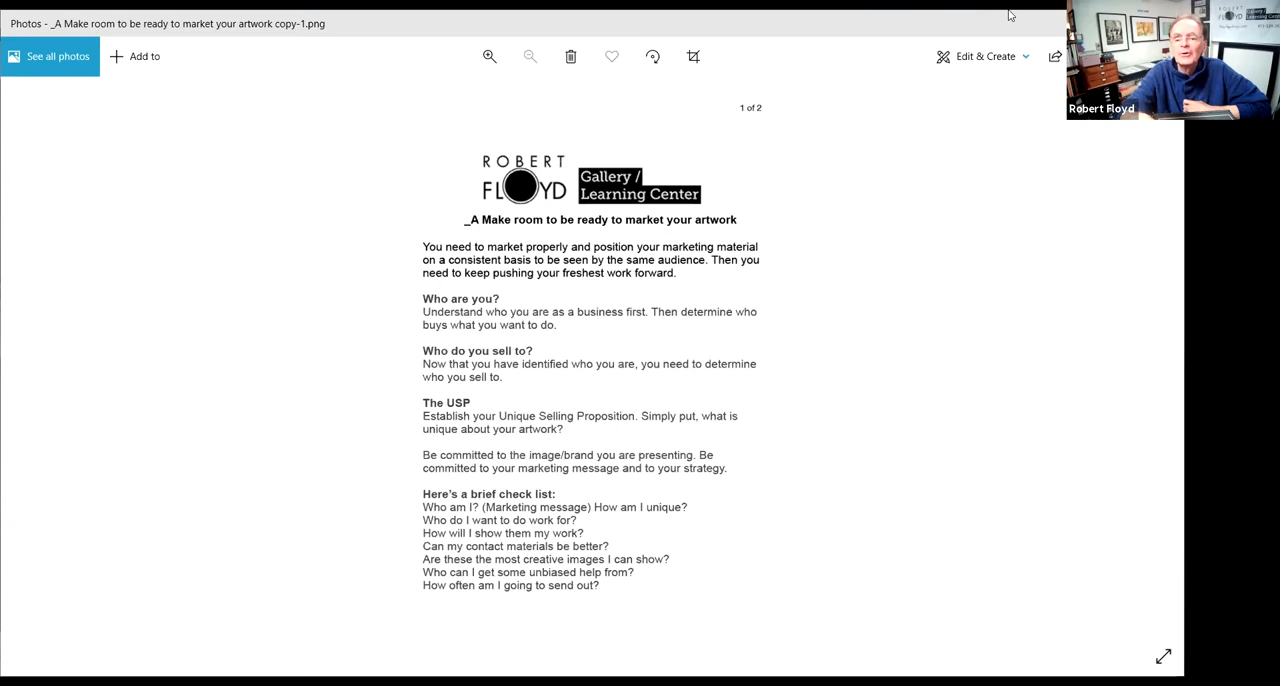 Photos - _A Make room to be ready to market your artwork copy-1.png
See all photos
Add to
Edit & Create
Robert Floyd
1 of 2
ROBERT
FLOYD
Gallery /
Learning Center
_A Make room to be ready to market your artwork
You need to market properly and position your marketing material
on a consistent basis to be seen by the same audience. Then you
need to keep pushing your freshest work forward.
Who are you?
Understand who you are as a business first. Then determine who
buys what you want to do.
Who do you sell to?
Now that you have identified who you are, you need to determine
who you sell to.
The USP
Establish your Unique Selling Proposition. Simply put, what is
unique about your artwork?
Be committed to the image/brand you are presenting. Be
committed to your marketing message and to your strategy.
Here's a brief check list:
Who am I? (Marketing message) How am I unique?
Who do I want to do work for?
How will I show them my work?
Can my contact materials be better?
Are these the most creative images I can show?
Who can I get some unbiased help from?
How often am I going to send out?